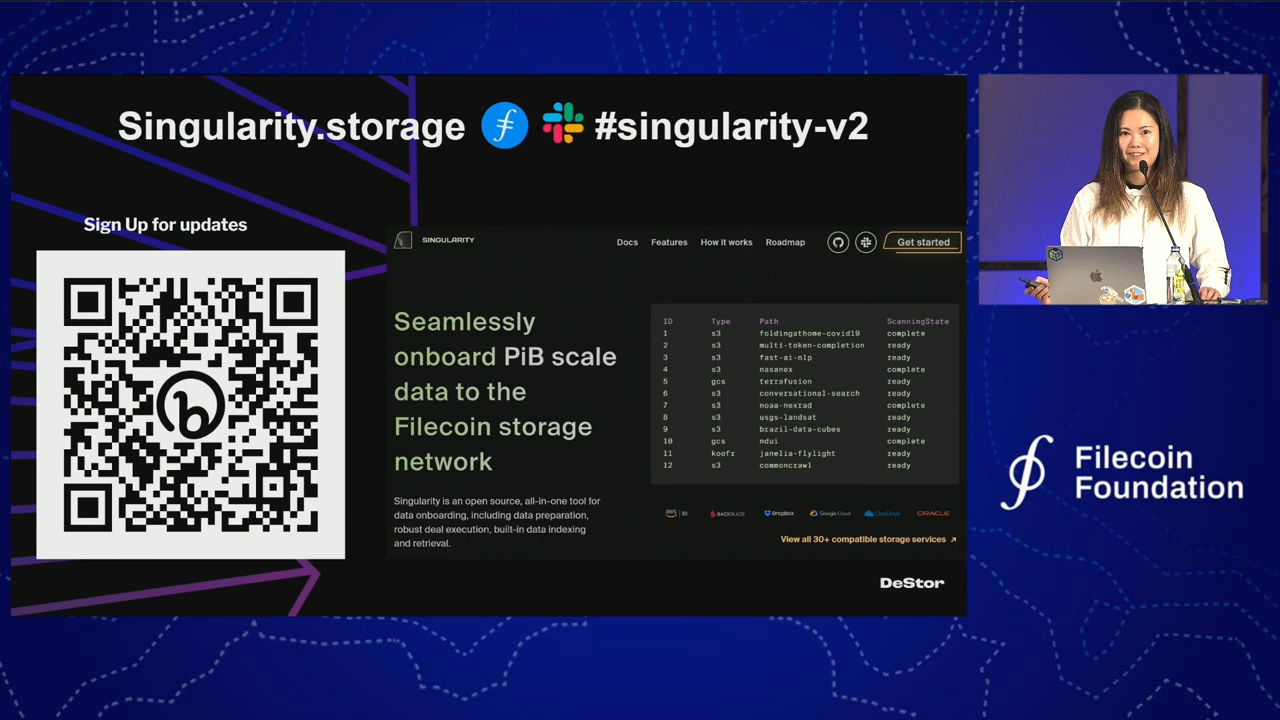 Singularity.storage #singularity-v2
Sign Up for updates
SINGULARITY
Docs Features How it works Roadmap Get started
Seamlessly
onboard PiB scale
data to the
Filecoin storage
network
Singularity is an open source, all-in-one tool for
data onboarding, including data preparation,
robust deal execution, built-in data indexing
and retrieval.
ID Type Path ScanningState
1 s3 foldingathome-covid19 complete
2 s3 multi-token-completion ready
3 s3 fast-ai-nlp ready
4 s3 nasanex complete
5 gcs terrafusion ready
6 s3 conversational-search ready
7 s3 noaa-nexrad complete
8 s3 usgs-landsat ready
9 s3 brazil-data-cubes ready
10 gcs ndui complete
11 koofr janelia-flylight ready
12 s3 commoncrawl ready
aws S3 BACKBLAZE Dropbox Google Cloud OneDrive ORACLE
View all 30+ compatible storage services
DeStor
Filecoin
Foundation